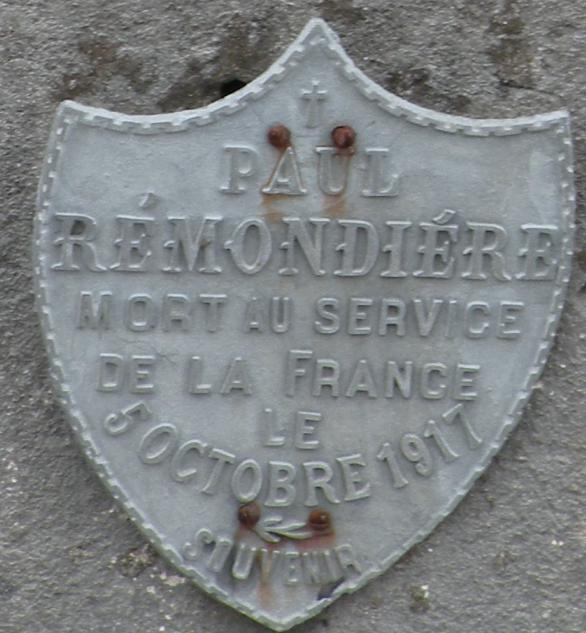 PAUL
RÉMONDIÉRE
MORT AU SERVICE
DE LA FRANCE
LE
5 OCTOBRE 1917
SOUVENIR